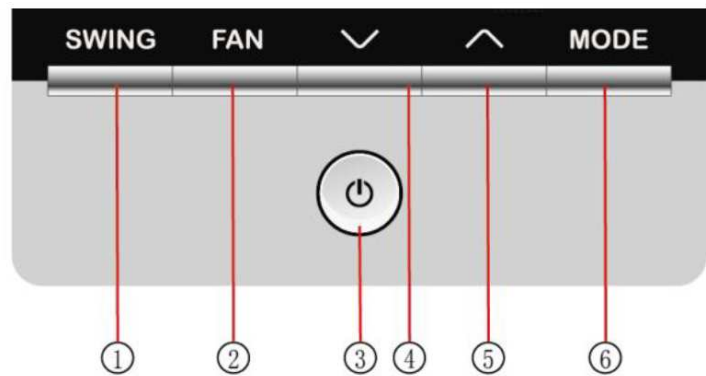 SWING FAN MODE
① ② ③ ④ ⑤ ⑥